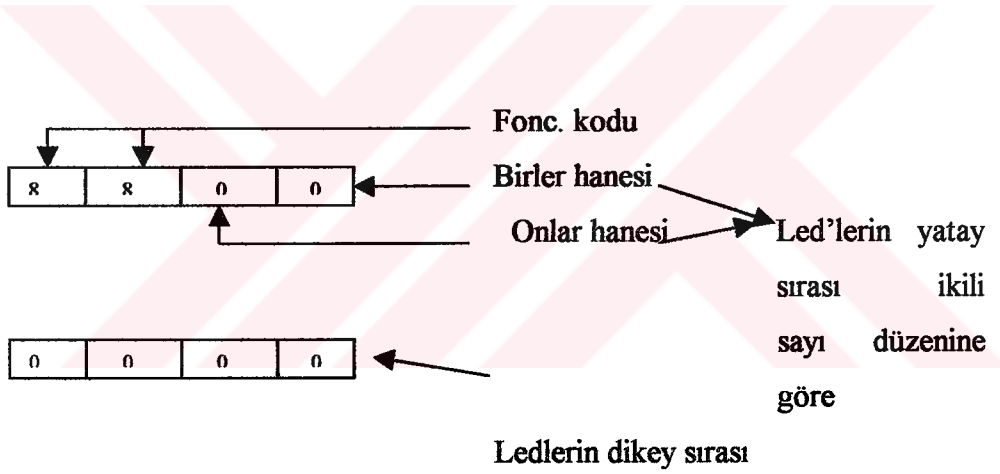 Fonc. kodu
8 8 0 0
Birler hanesi
Onlar hanesi
Led'lerin yatay
sırası ikili
sayı düzenine
göre
0 0 0 0
Ledlerin dikey sırası